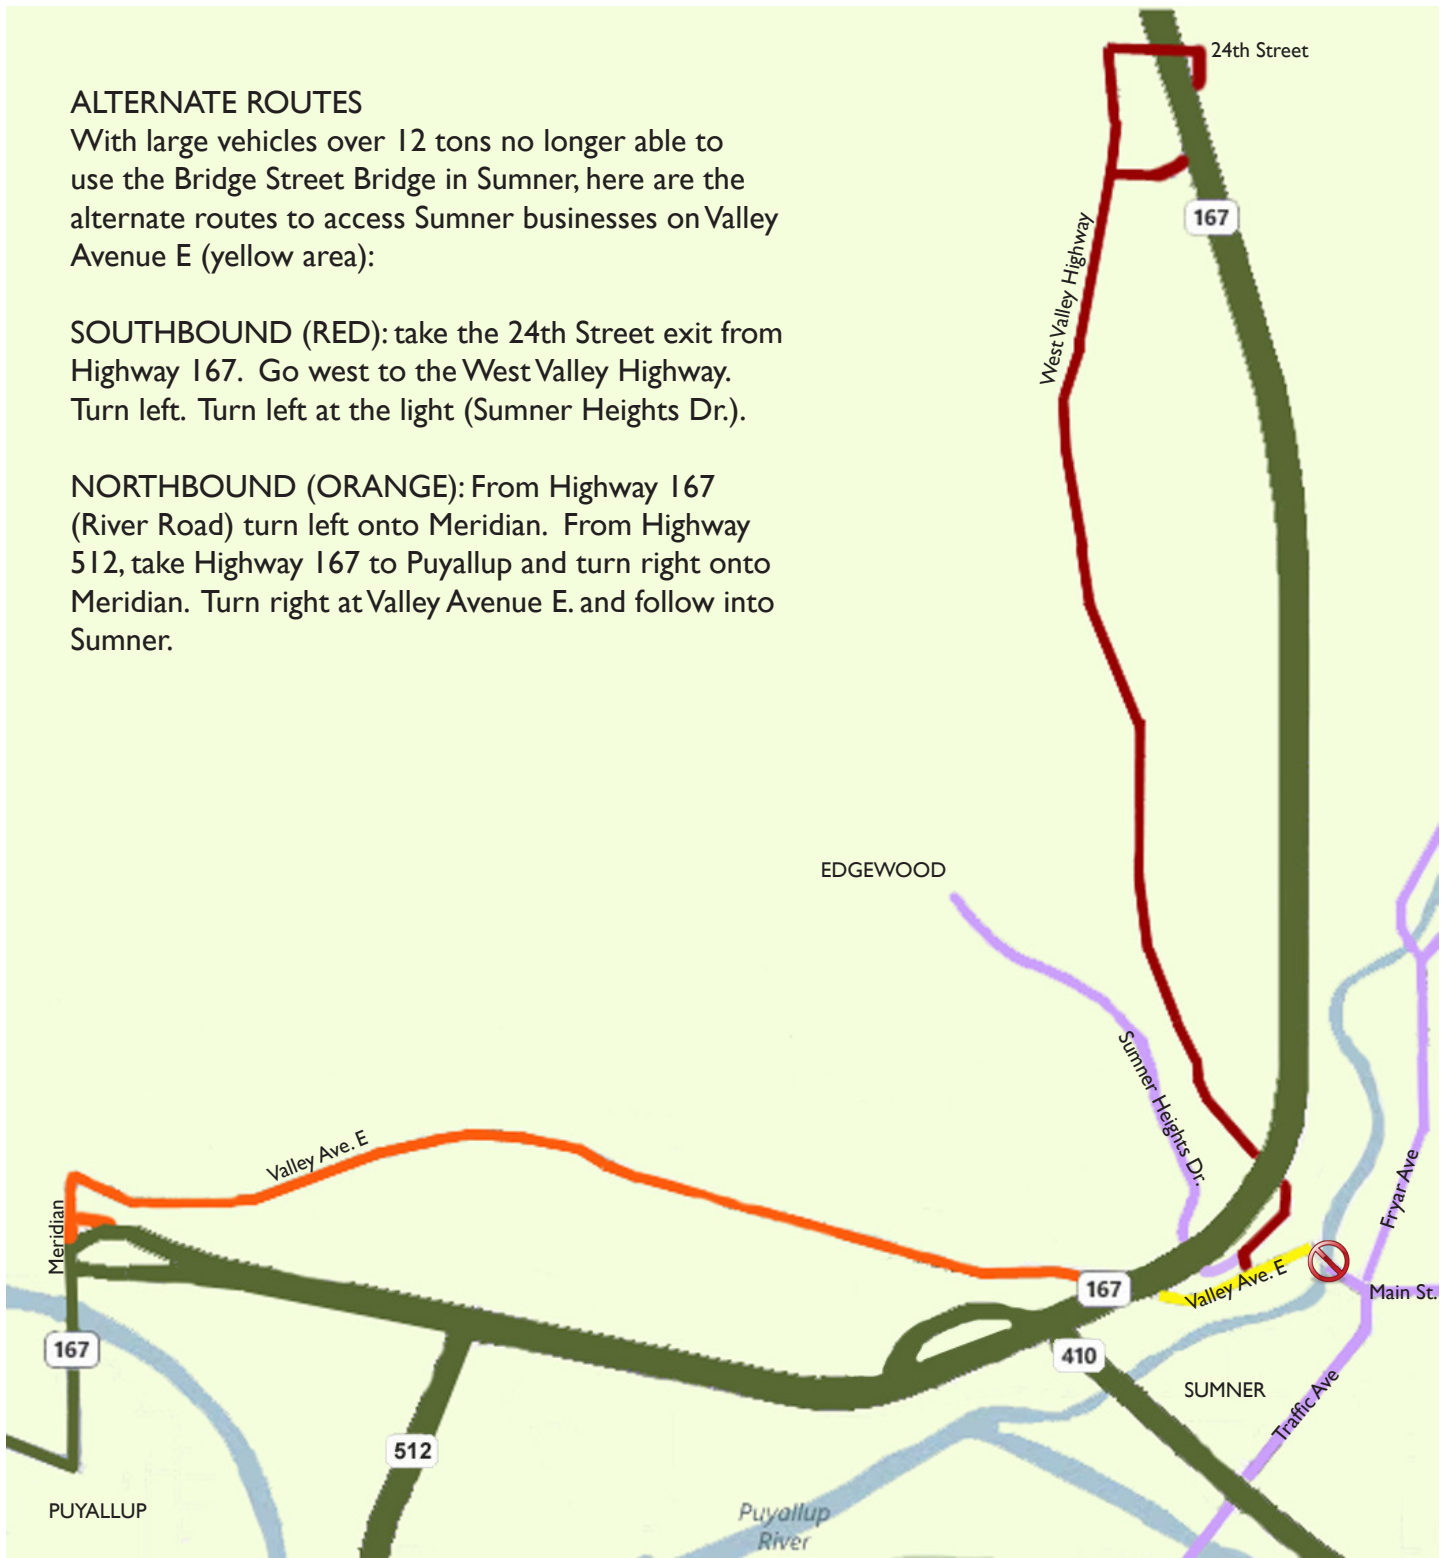 ALTERNATE ROUTES
With large vehicles over 12 tons no longer able to
use the Bridge Street Bridge in Sumner, here are the
alternate routes to access Sumner businesses on Valley
Avenue E (yellow area):
SOUTHBOUND (RED): take the 24th Street exit from
Highway 167. Go west to the West Valley Highway.
Turn left. Turn left at the light (Sumner Heights Dr.).
NORTHBOUND (ORANGE): From Highway 167
(River Road) turn left onto Meridian. From Highway
512, take Highway 167 to Puyallup and turn right onto
Meridian. Turn right at Valley Avenue E. and follow into
Sumner.
24th Street
167
West Valley Highway
EDGEWOOD
Sumner Heights Dr.
Valley Ave. E
Meridian
Fryar Ave
167
Valley Ave. E
Main St.
167
410
SUMNER
Traffic Ave
512
PUYALLUP
Puyallup
River